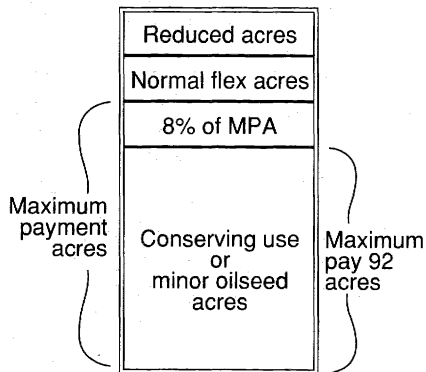 Reduced acres
Normal flex acres
8% of MPA
Maximum
payment
acres
Conserving use
or
minor oilseed
acres
Maximum
pay 92
acres